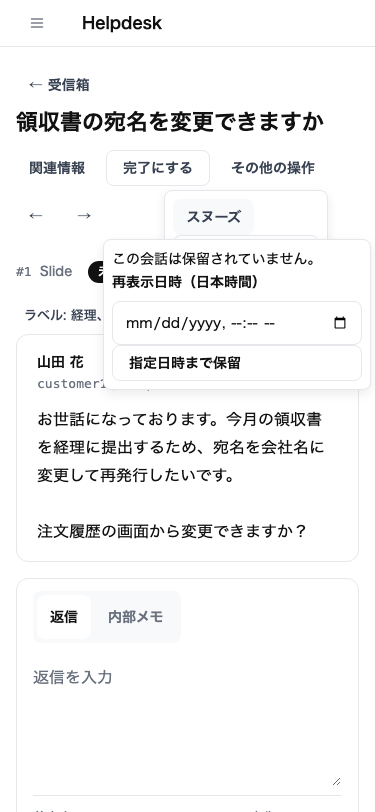 Helpdesk
← 受信箱
領収書の宛名を変更できますか
関連情報 完了にする その他の操作
← →
スヌーズ
この会話は保留されていません。
再表示日時（日本時間）
mm/dd/yyyy, --:-- --
指定日時まで保留
#1 Slide
ラベル: 経理、
山田 花
customer
お世話になっております。今月の領収書
を経理に提出するため、宛名を会社名に
変更して再発行したいです。
注文履歴の画面から変更できますか？
返信 内部メモ
返信を入力